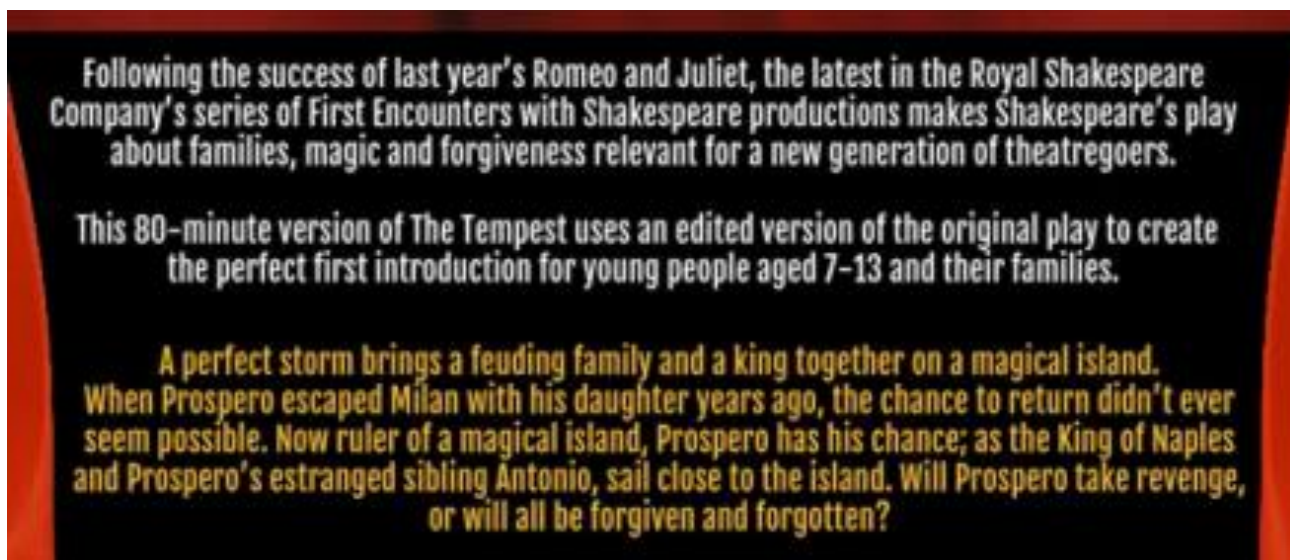 Following the success of last year's Romeo and Juliet, the latest in the Royal Shakespeare
Company's series of First Encounters with Shakespeare productions makes Shakespeare's play
about families, magic and forgiveness relevant for a new generation of theatregoers.
This 80-minute version of The Tempest uses an edited version of the original play to create
the perfect first introduction for young people aged 7-13 and their families.
A perfect storm brings a feuding family and a king together on a magical island.
When Prospero escaped Milan with his daughter years ago, the chance to return didn't ever
seem possible. Now ruler of a magical island, Prospero has his chance; as the King of Naples
and Prospero's estranged sibling Antonio, sail close to the island. Will Prospero take revenge,
or will all be forgiven and forgotten?